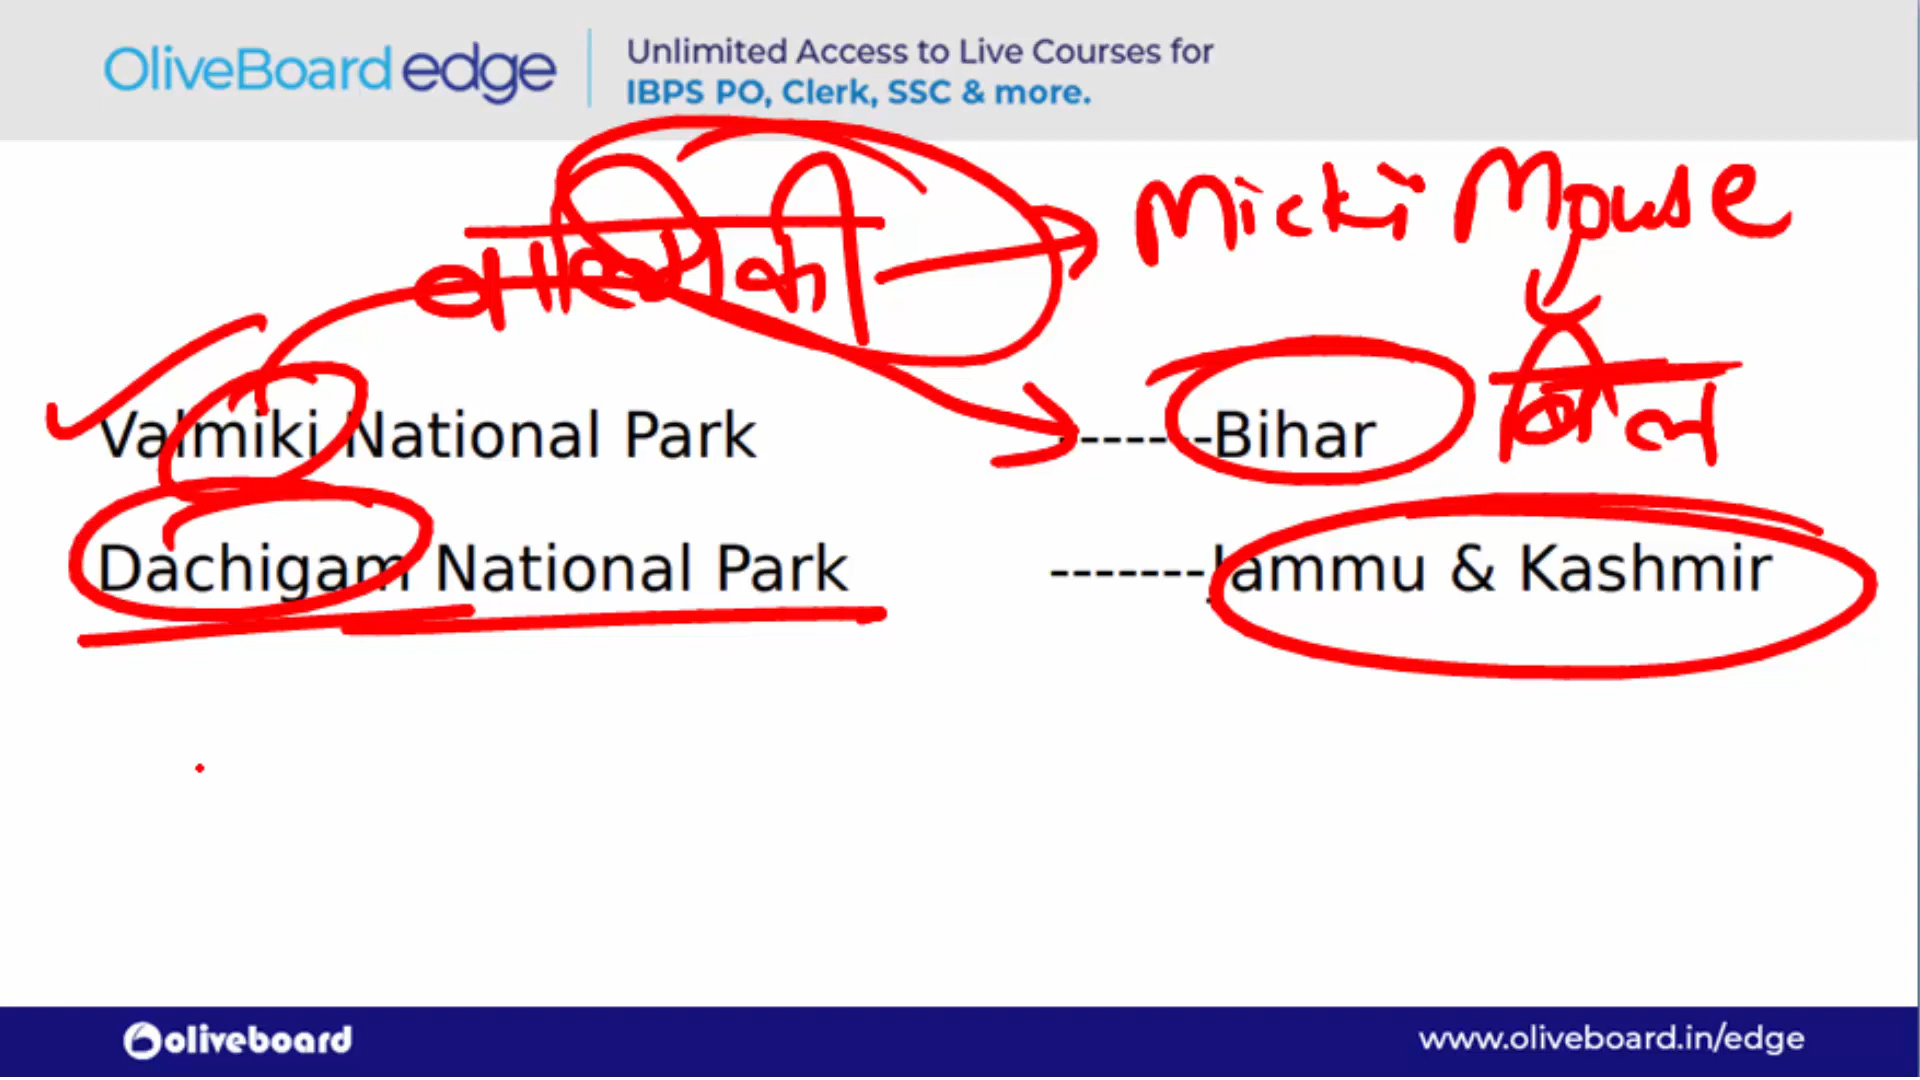 OliveBoard edge
Unlimited Access to Live Courses for
IBPS PO, Clerk, SSC & more.
वाल्मीकी
Micki Mouse
Valmiki National Park -------Bihar
Dachigam National Park -------Jammu & Kashmir
oliveboard
www.oliveboard.in/edge